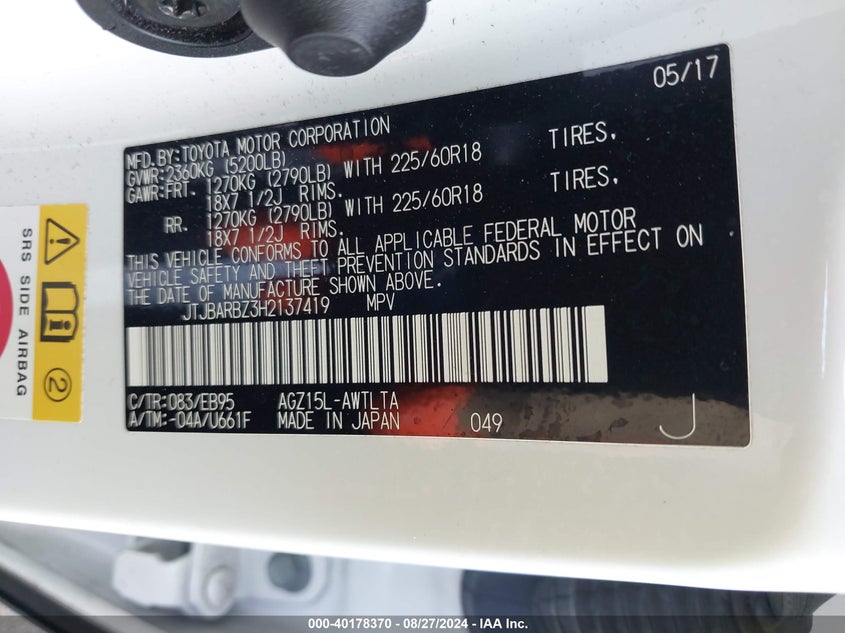 05/17
MFD.BY:TOYOTA MOTOR CORPORATION
GVWR:2360KG (5200LB)
GAWR:FRT. 1270KG (2790LB) WITH 225/60R18 TIRES,
18X7 1/2J RIMS.
RR. 1270KG (2790LB) WITH 225/60R18 TIRES,
18X7 1/2J RIMS.
THIS VEHICLE CONFORMS TO ALL APPLICABLE FEDERAL MOTOR
VEHICLE SAFETY AND THEFT PREVENTION STANDARDS IN EFFECT ON
THE DATE OF MANUFACTURE SHOWN ABOVE.
JTJBARBZ3H2137419 MPV
C/TR:083/EB95 AGZ15L-AWTLTA
A/TM:-04A/U661F MADE IN JAPAN 049 J
SRS SIDE AIRBAG
2
000-40178370 - 08/27/2024 - IAA Inc.